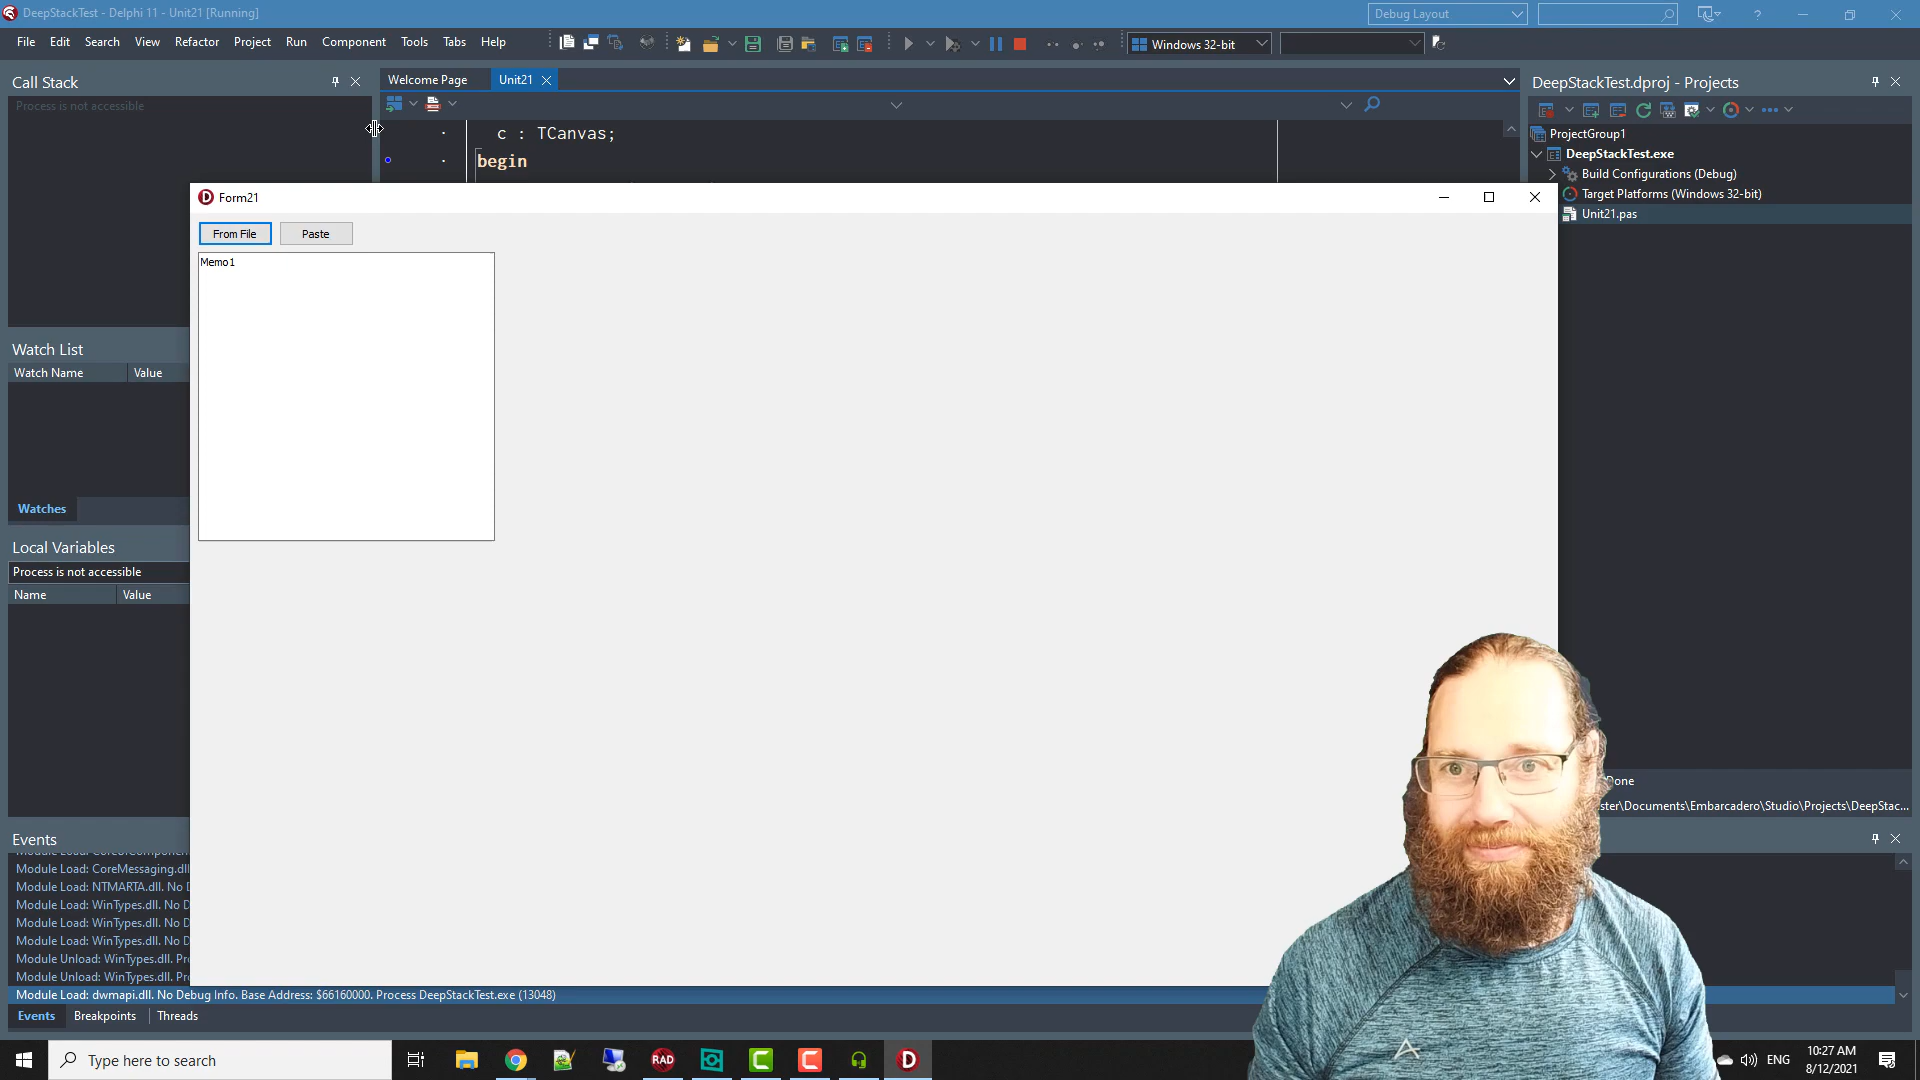 DeepStackTest - Delphi 11 - Unit21 [Running]
Debug Layout
File Edit Search View Refactor Project Run Component Tools Tabs Help
Windows 32-bit
Call Stack
Process is not accessible
Welcome Page
Unit21
c : TCanvas;
begin
DeepStackTest.dproj - Projects
ProjectGroup1
DeepStackTest.exe
Build Configurations (Debug)
Target Platforms (Windows 32-bit)
Unit21.pas
Form21
From File
Paste
Memo1
Watch List
Watch Name Value
Watches
Local Variables
Process is not accessible
Name Value
Done
ster\Documents\Embarcadero\Studio\Projects\DeepStac...
Events
Module Load: CoreMessaging.dll
Module Load: NTMARTA.dll. No D
Module Load: WinTypes.dll. No D
Module Load: WinTypes.dll. No D
Module Load: WinTypes.dll. No D
Module Unload: WinTypes.dll. Pr
Module Unload: WinTypes.dll. Pr
Module Load: dwmapi.dll. No Debug Info. Base Address: $66160000. Process DeepStackTest.exe (13048)
Events Breakpoints Threads
Type here to search
RAD
ENG
10:27 AM
8/12/2021